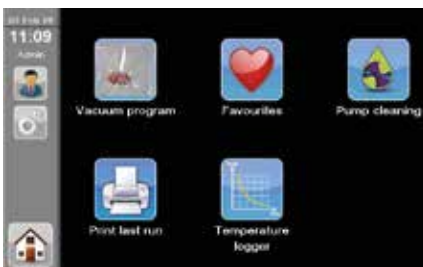 11:09
Admin
Vacuum program
Favourites
Pump cleaning
Print last run
Temperature
logger